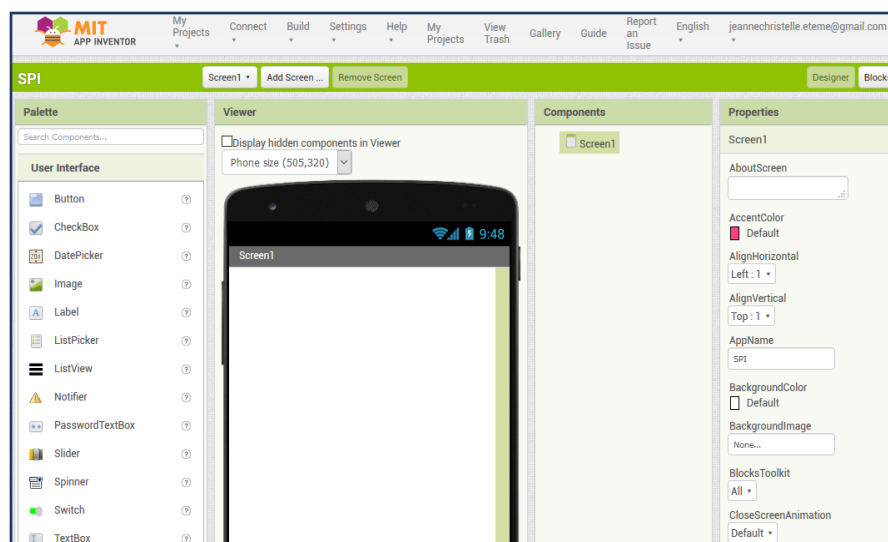 MIT
APP INVENTOR
My
Projects
Connect
Build
Settings
Help
My
Projects
View
Trash
Gallery
Guide
Report
an
Issue
English
jeannechristelle.eteme@gmail.com
SPI
Screen1
Add Screen ...
Remove Screen
Designer
Blocks
Palette
Viewer
Components
Properties
Search Components...
User Interface
Button
CheckBox
DatePicker
Image
Label
ListPicker
ListView
Notifier
PasswordTextBox
Slider
Spinner
Switch
TextBox
Display hidden components in Viewer
Phone size (505,320)
9:48
Screen1
Screen1
Screen1
AboutScreen
AccentColor
Default
AlignHorizontal
Left : 1
AlignVertical
Top : 1
AppName
SPI
BackgroundColor
Default
BackgroundImage
None...
BlocksToolkit
All
CloseScreenAnimation
Default